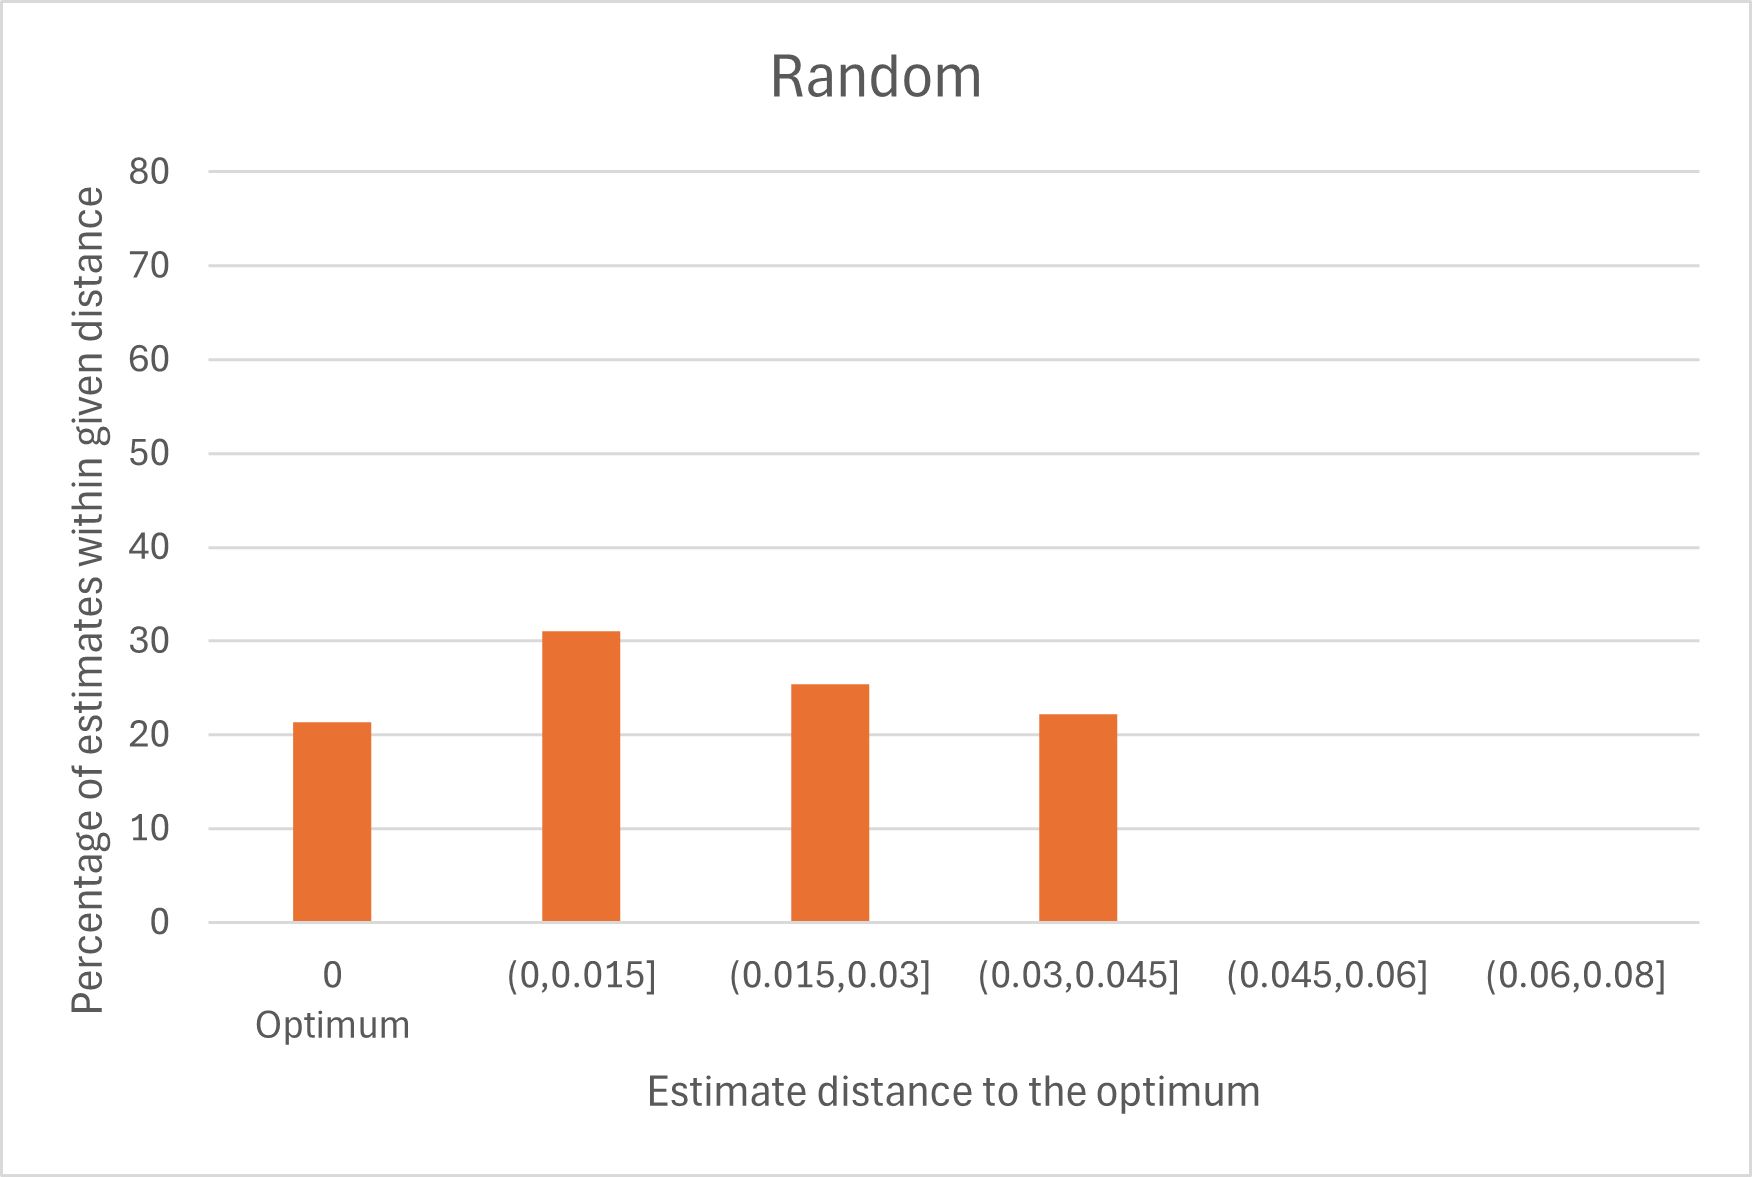 Random
80
70
60
50
40
30
20
10
0
Percentage of estimates within given distance
0 (0,0.015] (0.015,0.03] (0.03,0.045] (0.045,0.06] (0.06,0.08]
Optimum
Estimate distance to the optimum